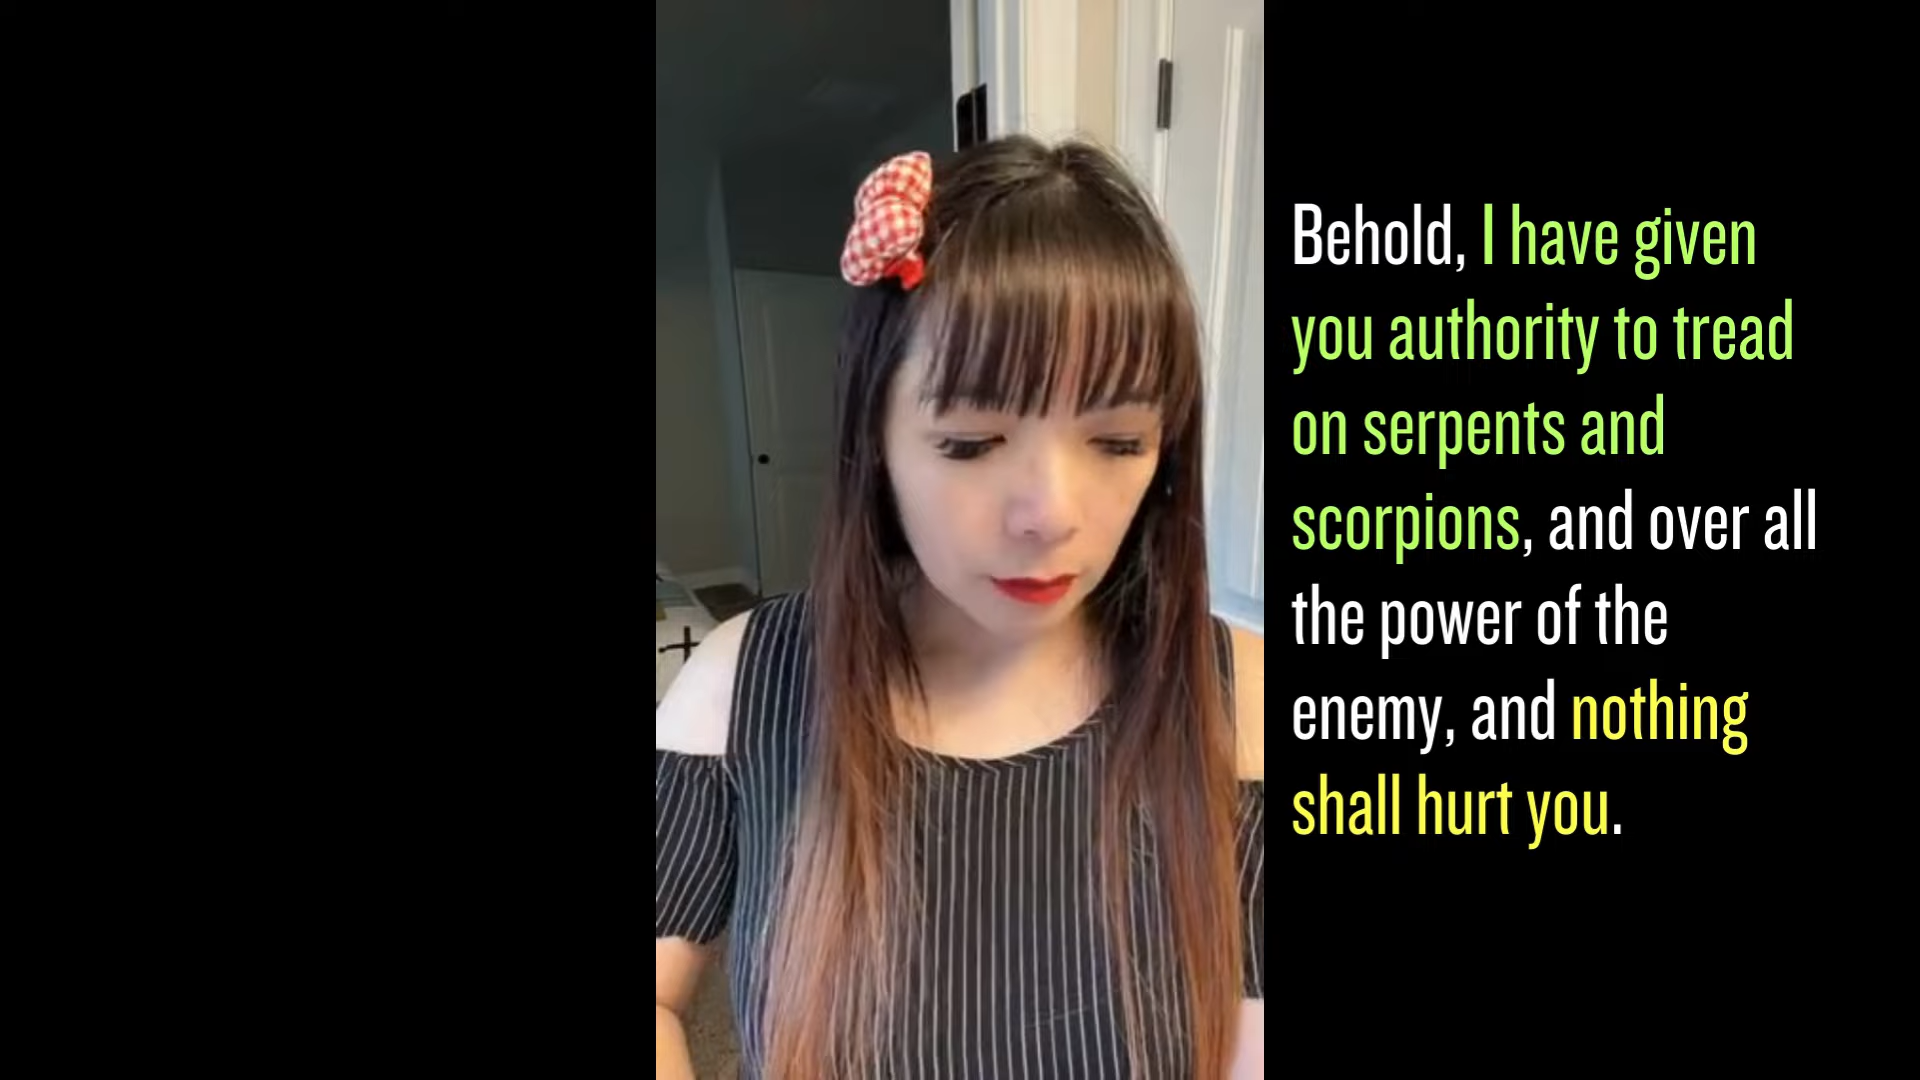 Behold, I have given
you authority to tread
on serpents and
scorpions, and over all
the power of the
enemy, and nothing
shall hurt you.